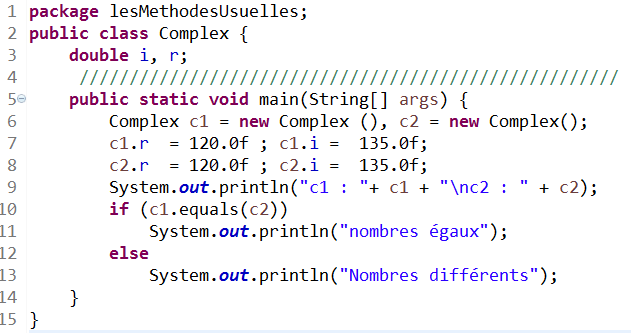 1 package lesMethodesUsuelles;
2 public class Complex {
3     double i, r;
4      //////////////////////////////////////////////////////
5     public static void main(String[] args) {
6         Complex c1 = new Complex (), c2 = new Complex();
7         c1.r  = 120.0f ; c1.i =  135.0f;
8         c2.r  = 120.0f ; c2.i =  135.0f;
9         System.out.println("c1 : "+ c1 + "\nc2 : " + c2);
10         if (c1.equals(c2))
11             System.out.println("nombres égaux");
12         else
13             System.out.println("Nombres différents");
14     }
15 }